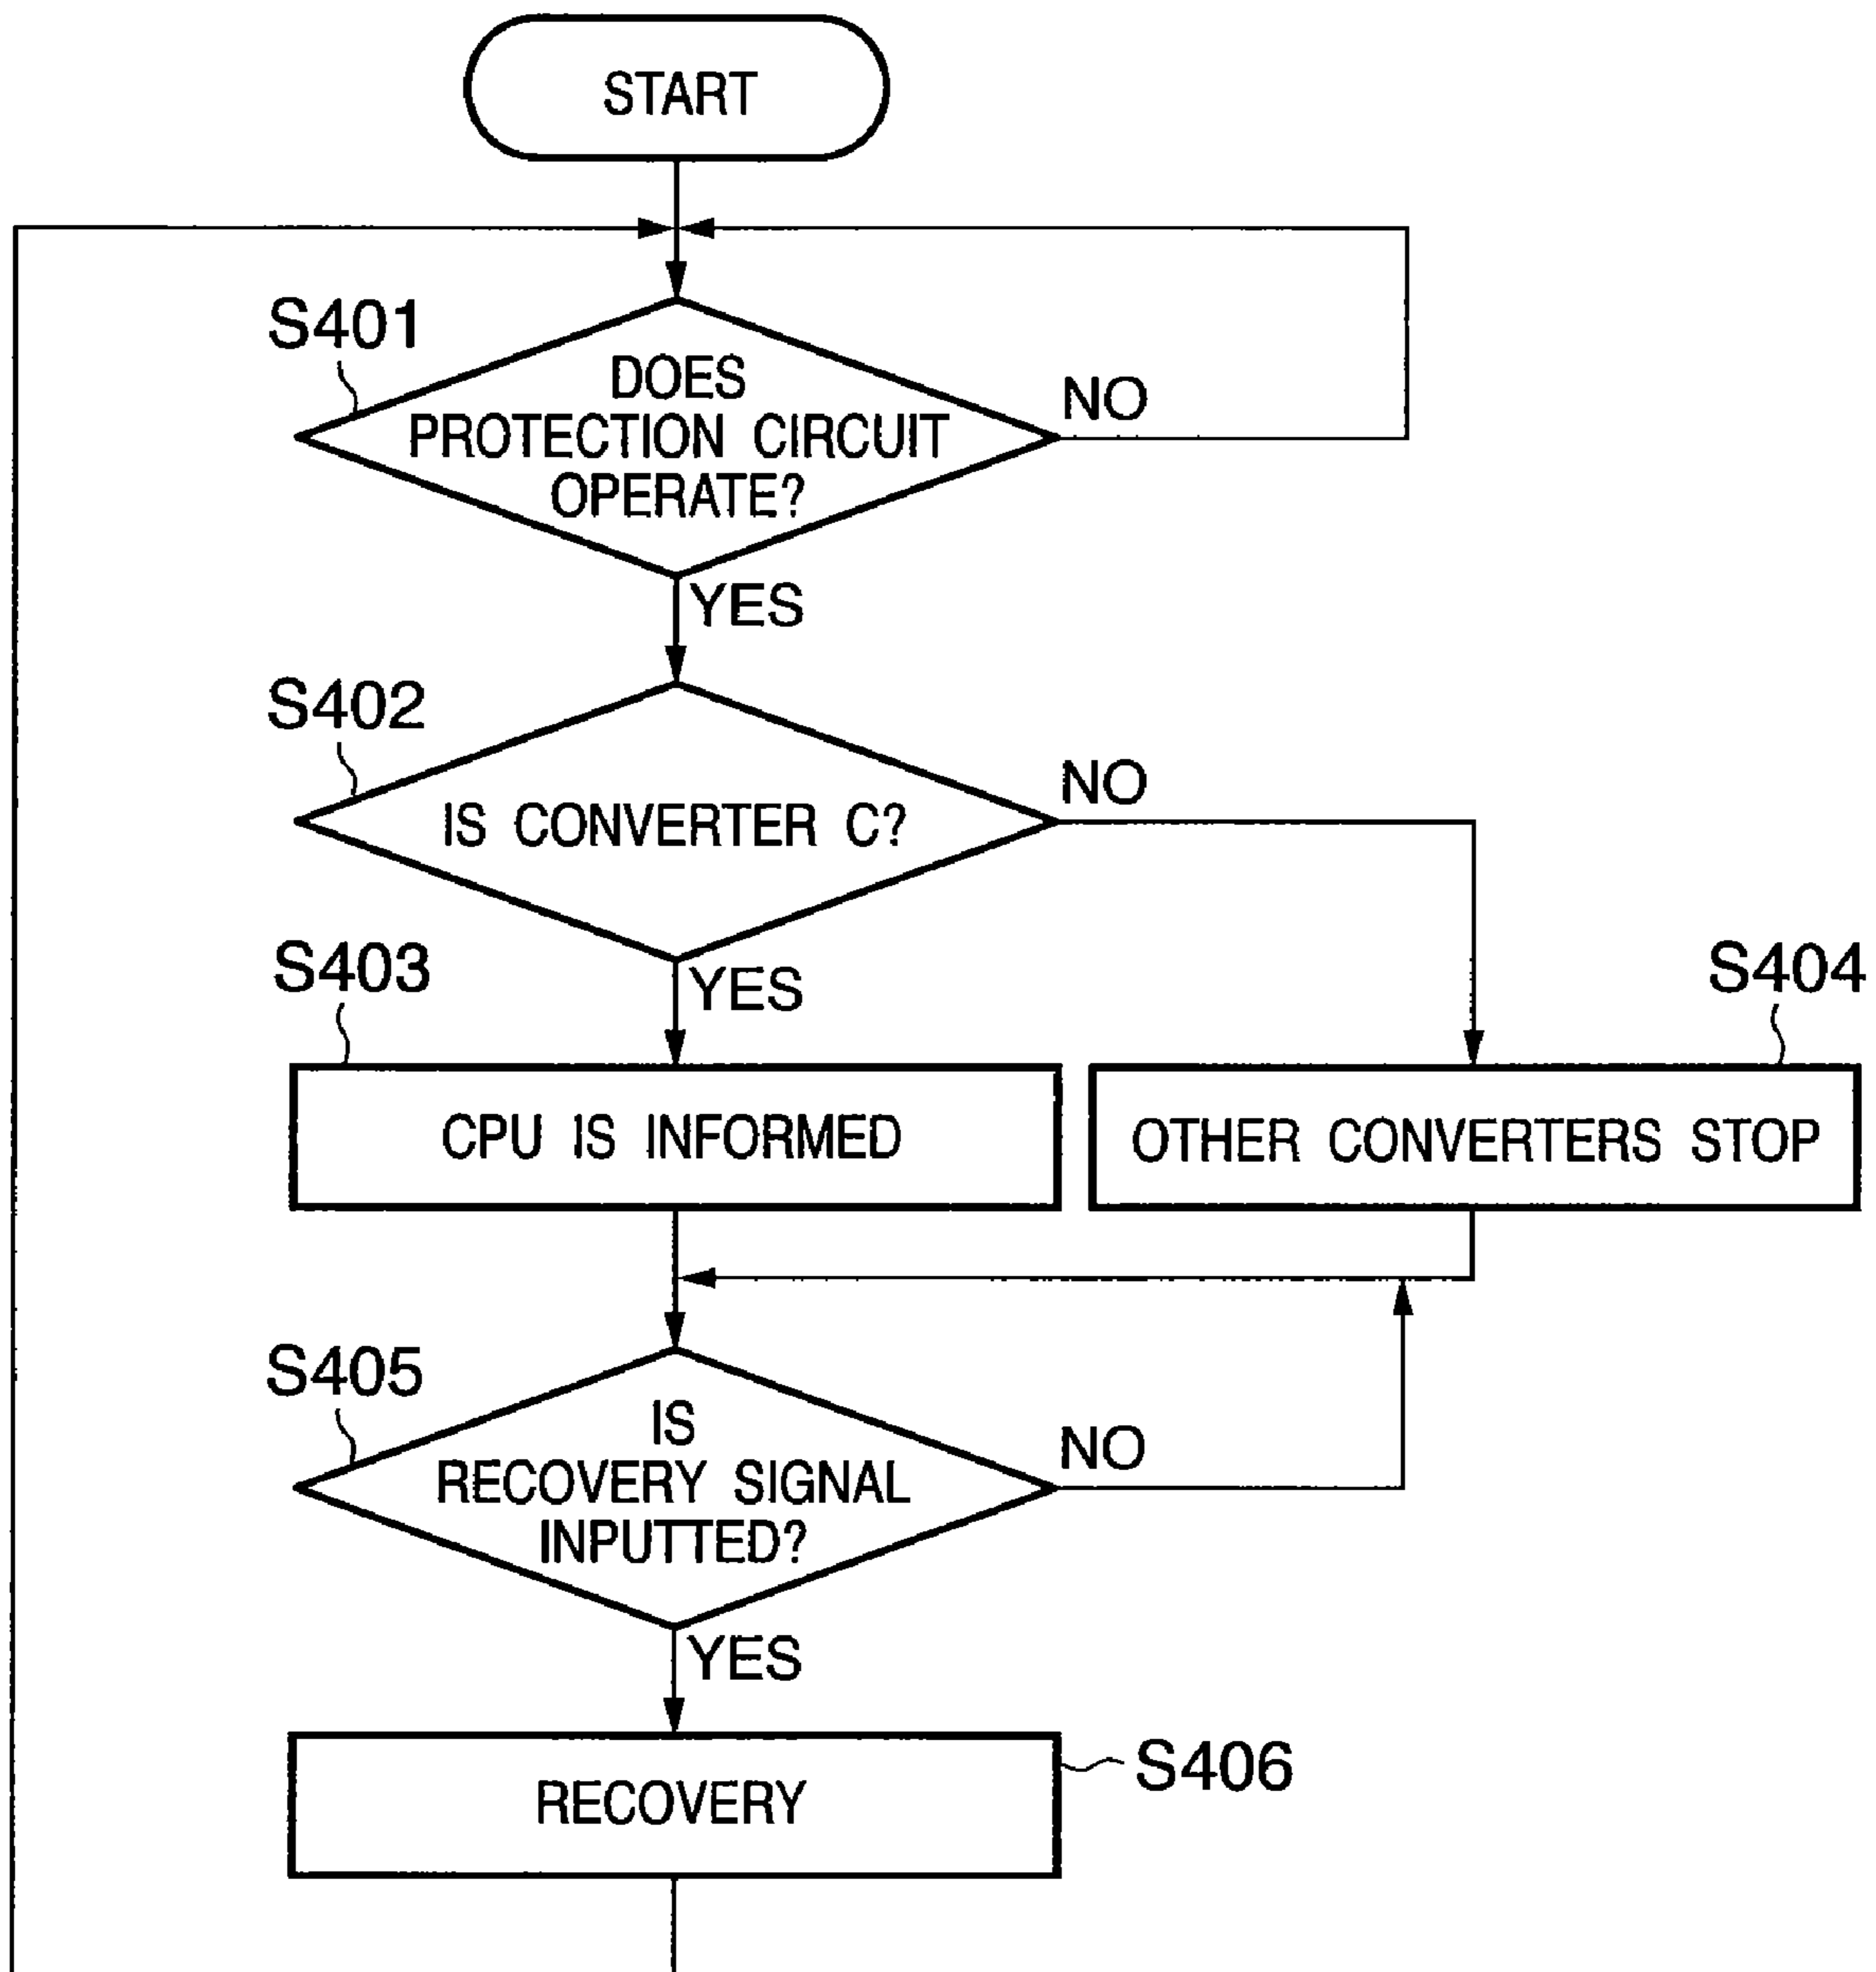 START
S401
DOES
PROTECTION CIRCUIT
OPERATE?
NO
YES
S402
IS CONVERTER C?
NO
YES
S403
S404
CPU IS INFORMED
OTHER CONVERTERS STOP
S405
IS
RECOVERY SIGNAL
INPUTTED?
NO
YES
RECOVERY
S406